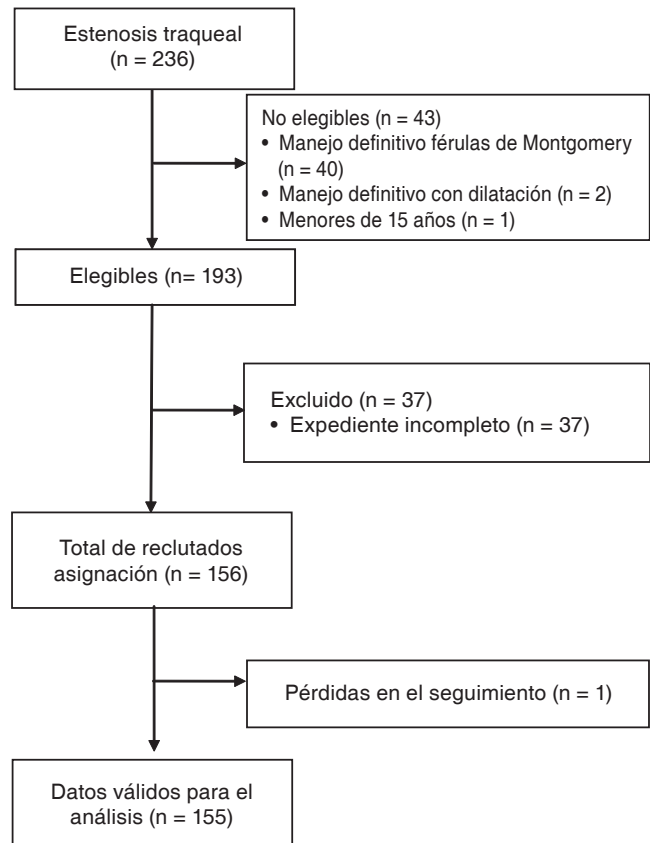 Estenosis traqueal
(n = 236)
No elegibles (n = 43)
• Manejo definitivo férulas de Montgomery
(n = 40)
• Manejo definitivo con dilatación (n = 2)
• Menores de 15 años (n = 1)
Elegibles (n= 193)
Excluido (n = 37)
• Expediente incompleto (n = 37)
Total de reclutados
asignación (n = 156)
Pérdidas en el seguimiento (n = 1)
Datos válidos para el
análisis (n = 155)